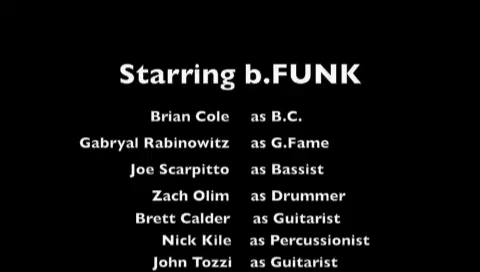 Starring b.FUNK
Brian Cole as B.C.
Gabryal Rabinowitz as G.Fame
Joe Scarpitto as Bassist
Zach Olim as Drummer
Brett Calder as Guitarist
Nick Kile as Percussionist
John Tozzi as Guitarist